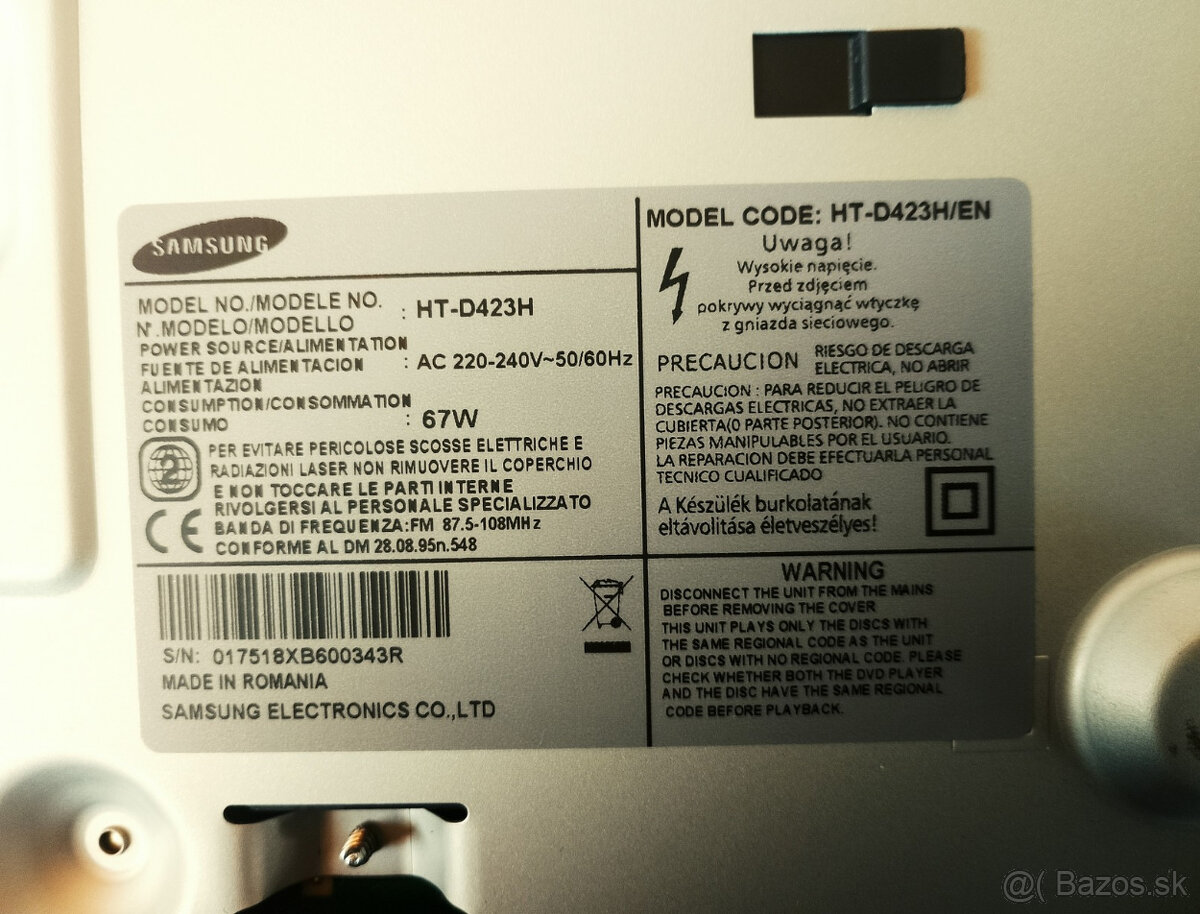 SAMSUNG
MODEL NO./MODELE NO.
N°.MODELO/MODELLO
: HT-D423H
POWER SOURCE/ALIMENTATION
FUENTE DE ALIMENTACION
ALIMENTAZION
: AC 220-240V~50/60Hz
CONSUMPTION/CONSOMMATION
CONSUMO
: 67W
2
PER EVITARE PERICOLOSE SCOSSE ELETTRICHE E
RADIAZIONI LASER NON RIMUOVERE IL COPERCHIO
E NON TOCCARE LE PARTI INTERNE
RIVOLGERSI AL PERSONALE SPECIALIZZATO
BANDA DI FREQUENZA:FM 87.5-108MHz
CONFORME AL DM 28.08.95n.548
CE
S/N: 017518XB600343R
MADE IN ROMANIA
SAMSUNG ELECTRONICS CO.,LTD
MODEL CODE: HT-D423H/EN
Uwaga!
Wysokie napięcie.
Przed zdjęciem
pokrywy wyciągnąć wtyczkę
z gniazda sieciowego.
PRECAUCION
RIESGO DE DESCARGA
ELECTRICA, NO ABRIR
PRECAUCION : PARA REDUCIR EL PELIGRO DE
DESCARGAS ELECTRICAS, NO EXTRAER LA
CUBIERTA(O PARTE POSTERIOR). NO CONTIENE
PIEZAS MANIPULABLES POR EL USUARIO.
LA REPARACION DEBE EFECTUARLA PERSONAL
TECNICO CUALIFICADO
A Készülék burkolatának
eltávolitása életveszélyes!
WARNING
DISCONNECT THE UNIT FROM THE MAINS
BEFORE REMOVING THE COVER
THIS UNIT PLAYS ONLY THE DISCS WITH
THE SAME REGIONAL CODE AS THE UNIT
OR DISCS WITH NO REGIONAL CODE. PLEASE
CHECK WHETHER BOTH THE DVD PLAYER
AND THE DISC HAVE THE SAME REGIONAL
CODE BEFORE PLAYBACK.
@( Bazos.sk